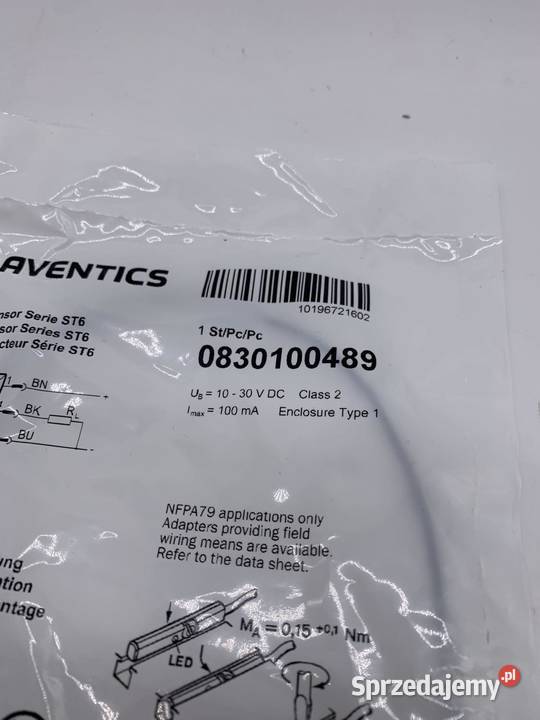 AVENTICS
10196721602
nsor Serie ST6
sor Series ST6
cteur Série ST6
1 St/Pc/Pc
0830100489
1 BN +
BK RL
BU
UB = 10 - 30 V DC Class 2
Imax = 100 mA Enclosure Type 1
NFPA79 applications only
Adapters providing field
wiring means are available.
Refer to the data sheet.
ung
tion
ntage
MA = 0,15 +0,1 Nm
LED
Sprzedajemy.pl